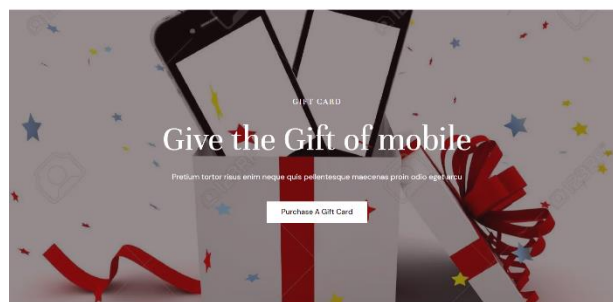 GIFT CARD
Give the Gift of mobile
Pretium tortor risus enim neque quis pellentesque maecenas proin odio eget arcu
Purchase A Gift Card